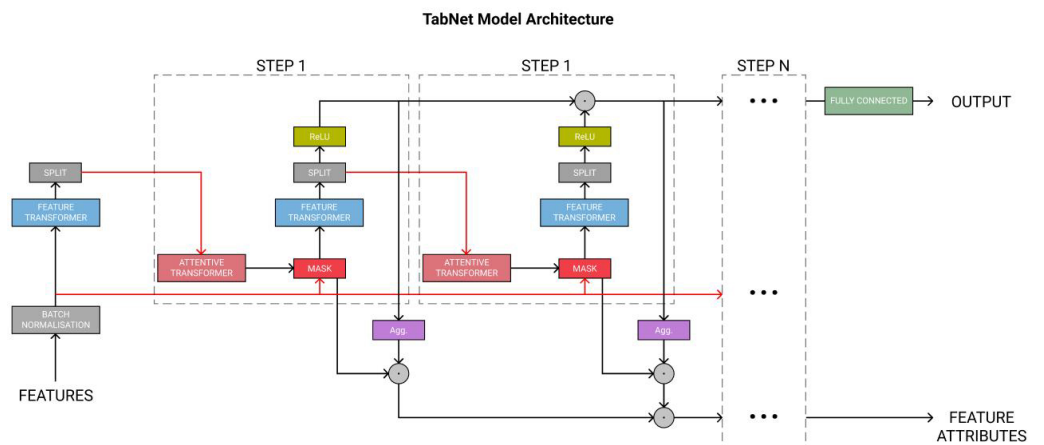 TabNet Model Architecture
STEP 1
STEP 1
STEP N
FULLY CONNECTED
OUTPUT
ReLU
ReLU
SPLIT
SPLIT
SPLIT
FEATURE
TRANSFORMER
FEATURE
TRANSFORMER
FEATURE
TRANSFORMER
ATTENTIVE
TRANSFORMER
MASK
ATTENTIVE
TRANSFORMER
MASK
BATCH
NORMALISATION
Agg.
Agg.
FEATURES
FEATURE
ATTRIBUTES